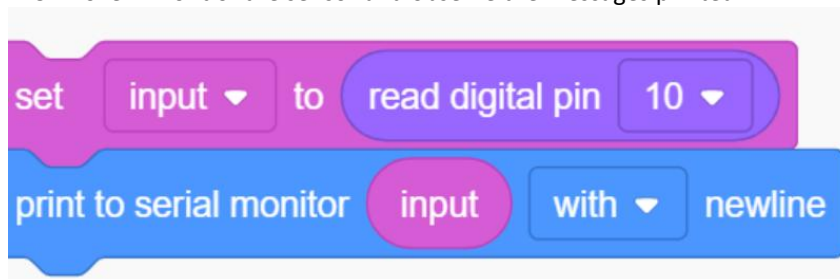 set input to read digital pin 10
print to serial monitor input with newline